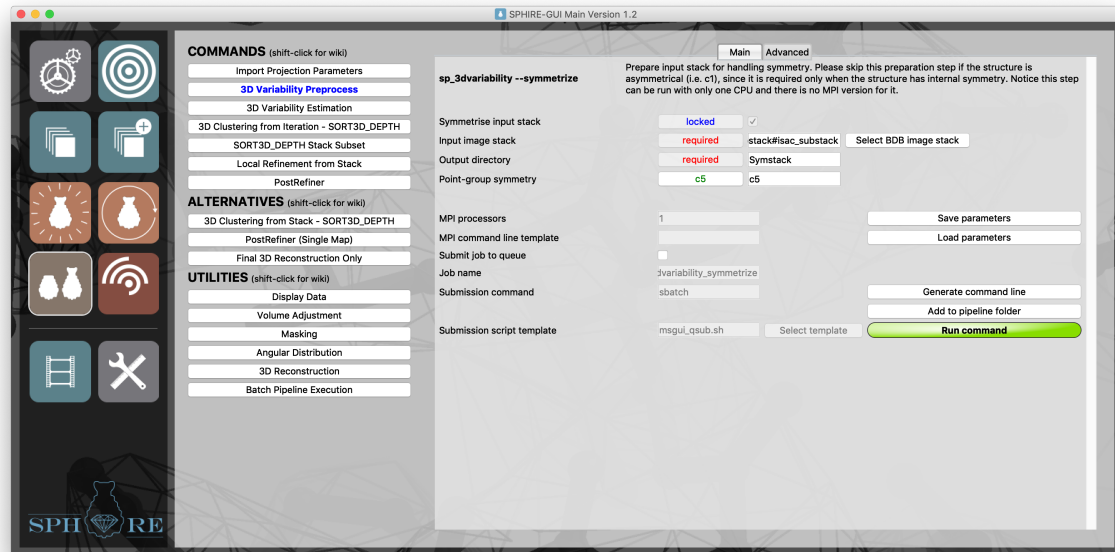 SPHIRE-GUI Main Version 1.2
COMMANDS (shift-click for wiki)
Import Projection Parameters
3D Variability Preprocess
3D Variability Estimation
3D Clustering from Iteration - SORT3D_DEPTH
SORT3D_DEPTH Stack Subset
Local Refinement from Stack
PostRefiner
ALTERNATIVES (shift-click for wiki)
3D Clustering from Stack - SORT3D_DEPTH
PostRefiner (Single Map)
Final 3D Reconstruction Only
UTILITIES (shift-click for wiki)
Display Data
Volume Adjustment
Masking
Angular Distribution
3D Reconstruction
Batch Pipeline Execution
SPH RE
Main Advanced
sp_3dvariability --symmetrize
Prepare input stack for handling symmetry. Please skip this preparation step if the structure is
asymmetrical (i.e. c1), since it is required only when the structure has internal symmetry. Notice this step
can be run with only one CPU and there is no MPI version for it.
Symmetrise input stack locked
Input image stack required stack#isac_substack Select BDB image stack
Output directory required Symstack
Point-group symmetry c5 c5
MPI processors 1 Save parameters
MPI command line template Load parameters
Submit job to queue
Job name dvariability_symmetrize
Submission command sbatch Generate command line
Add to pipeline folder
Submission script template msgui_qsub.sh Select template Run command